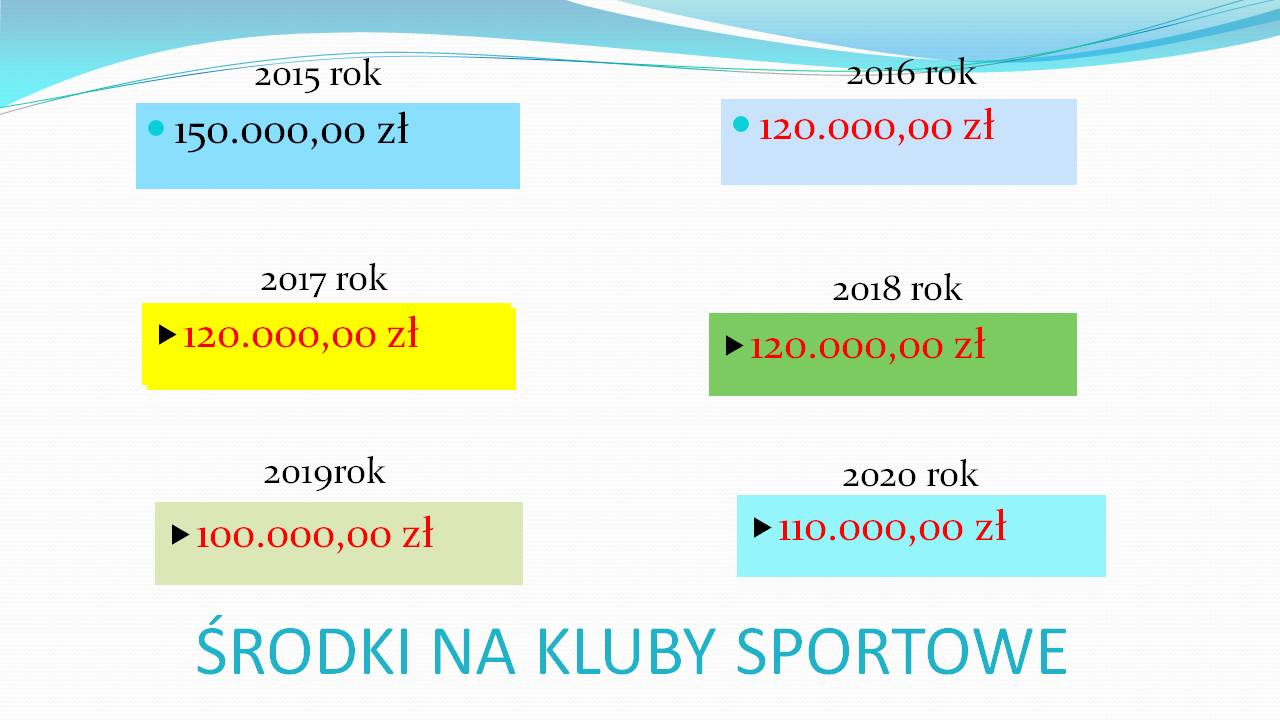 2015 rok
150.000,00 zł
2016 rok
120.000,00 zł
2017 rok
120.000,00 zł
2018 rok
120.000,00 zł
2019rok
100.000,00 zł
2020 rok
110.000,00 zł
ŚRODKI NA KLUBY SPORTOWE